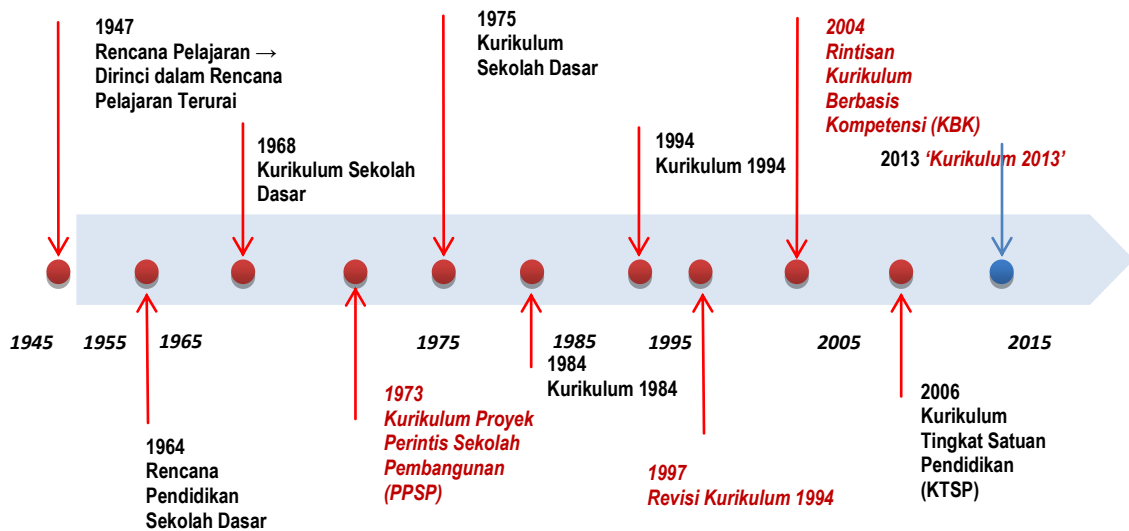 1947
Rencana Pelajaran →
Dirinci dalam Rencana
Pelajaran Terurai
1968
Kurikulum Sekolah
Dasar
1975
Kurikulum
Sekolah Dasar
1994
Kurikulum 1994
2004
Rintisan
Kurikulum
Berbasis
Kompetensi (KBK)
2013 ‘Kurikulum 2013’
1945 1955 1965 1975 1985 1995 2005 2015
1964
Rencana
Pendidikan
Sekolah Dasar
1973
Kurikulum Proyek
Perintis Sekolah
Pembangunan
(PPSP)
1984
Kurikulum 1984
1997
Revisi Kurikulum 1994
2006
Kurikulum
Tingkat Satuan
Pendidikan
(KTSP)